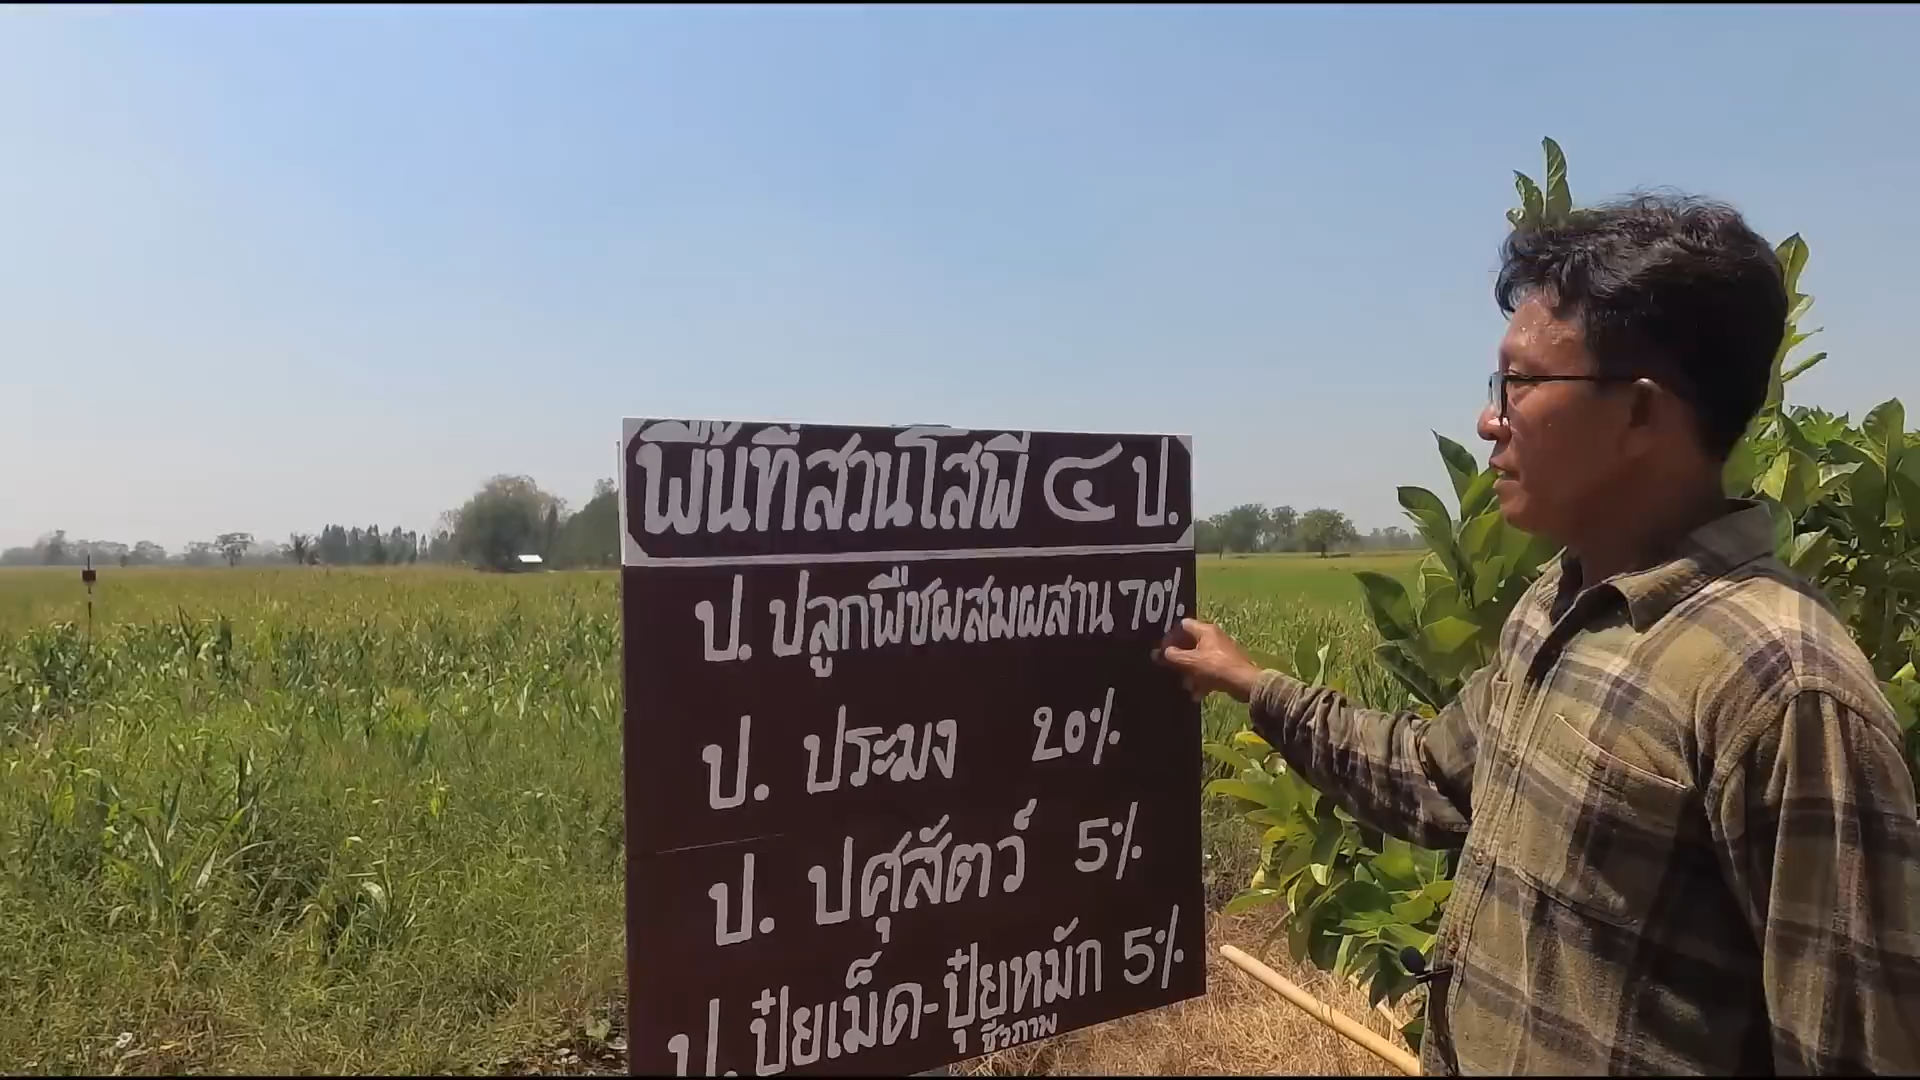 พื้นที่สวนโสพี ๔ ป.
ป. ปลูกพืชผสมผสาน 70%
ป. ประมง 20%
ป. ปศุสัตว์ 5%
ป. ปุ๋ยเม็ด-ปุ๋ยหมัก 5%
ชีวภาพ